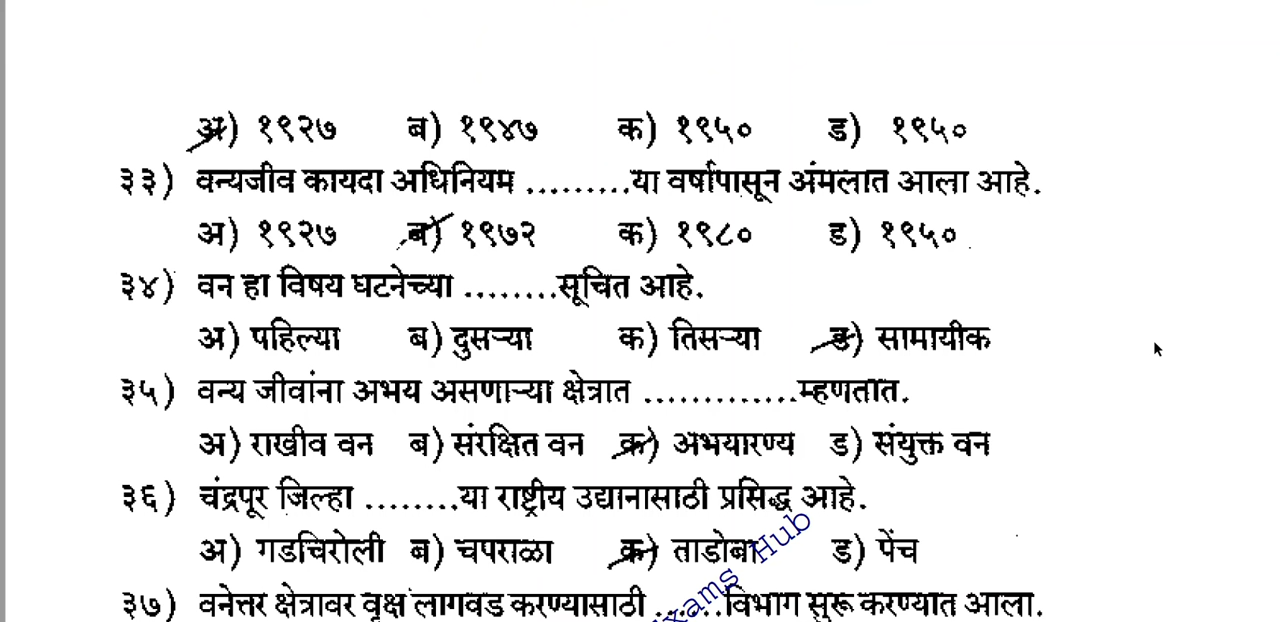 अ) १९२७ ब) १९४७ क) १९५० ड) १९५०
३३) वन्यजीव कायदा अधिनियम .........या वर्षापासून अंमलात आला आहे.
अ) १९२७ ब) १९७२ क) १९८० ड) १९५०
३४) वन हा विषय घटनेच्या ........सूचित आहे.
अ) पहिल्या ब) दुसऱ्या क) तिसऱ्या ड) सामायीक
३५) वन्य जीवांना अभय असणाऱ्या क्षेत्रात .............म्हणतात.
अ) राखीव वन ब) संरक्षित वन क) अभयारण्य ड) संयुक्त वन
३६) चंद्रपूर जिल्हा ........या राष्ट्रीय उद्यानासाठी प्रसिद्ध आहे.
अ) गडचिरोली ब) चपराळा क) ताडोबा ड) पेंच
३७) वनेत्तर क्षेत्रावर वृक्ष लागवड करण्यासाठी ......विभाग सुरू करण्यात आला.
Exams Hub